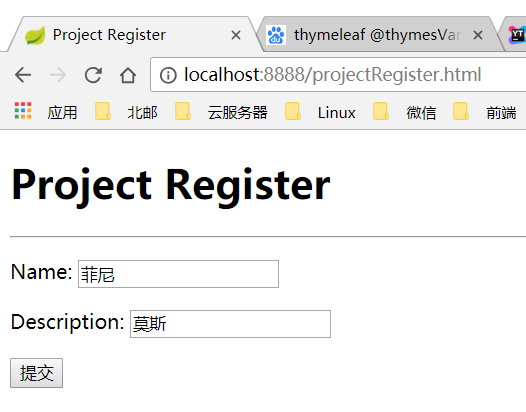 Project Register
thymeleaf @thymesVar
localhost:8888/projectRegister.html
应用 北邮 云服务器 Linux 微信 前端
Project Register
Name: 菲尼
Description: 莫斯
提交